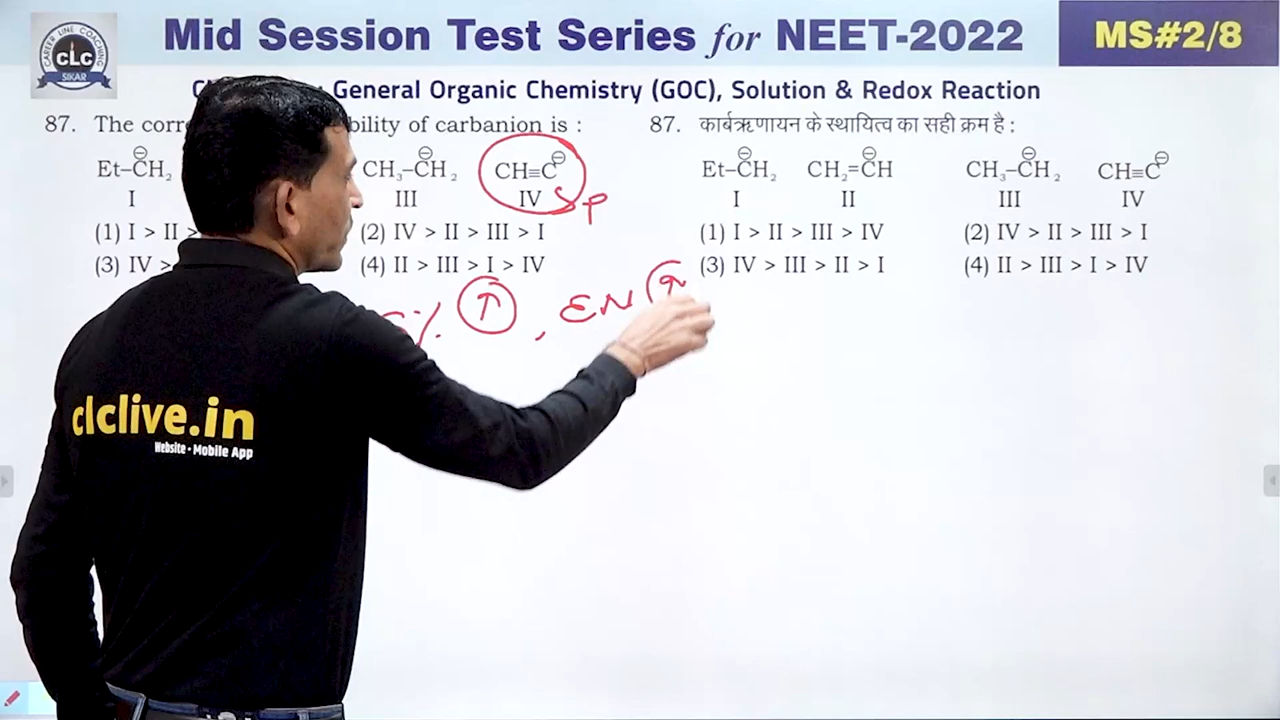 Mid Session Test Series for NEET-2022
MS#2/8
CAREER LINE COACHING
CLC
SIKAR
General Organic Chemistry (GOC), Solution & Redox Reaction
87. The corr bility of carbanion is :
Et–C⊖H₂
I
CH₃–C⊖H₂
III
CH≡C⊖
IV
sp
(1) I > II >
(2) IV > II > III > I
(3) IV >
(4) II > III > I > IV
% ↑ , EN ↑
87. कार्बऋणायन के स्थायित्व का सही क्रम है :
Et–C⊖H₂ CH₂=C⊖H CH₃–C⊖H₂ CH≡C⊖
I II III IV
(1) I > II > III > IV
(2) IV > II > III > I
(3) IV > III > II > I
(4) II > III > I > IV
clclive.in
Website • Mobile App